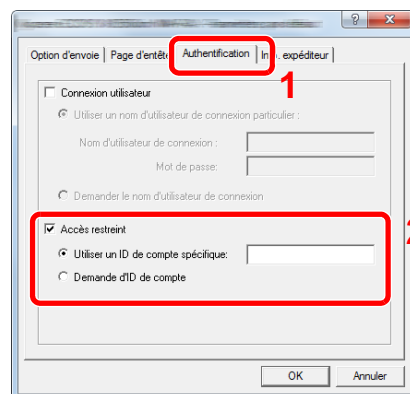 Option d'envoie Page d'entête Authentification expéditeur
1
Connexion utilisateur
Utiliser un nom d'utilisateur de connexion particulier :
Nom d'utilisateur de connexion :
Mot de passe:
Demander le nom d'utilisateur de connexion
2
Accès restreint
Utiliser un ID de compte spécifique:
Demande d'ID de compte
OK Annuler